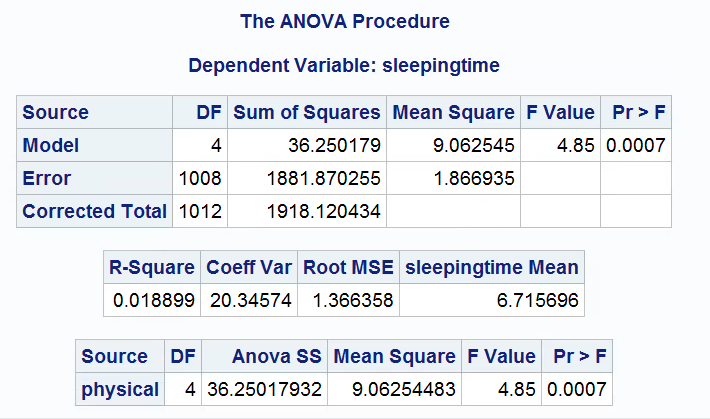 The ANOVA Procedure
Dependent Variable: sleepingtime
Source DF Sum of Squares Mean Square F Value Pr > F
Model 4 36.250179 9.062545 4.85 0.0007
Error 1008 1881.870255 1.866935
Corrected Total 1012 1918.120434
R-Square Coeff Var Root MSE sleepingtime Mean
0.018899 20.34574 1.366358 6.715696
Source DF Anova SS Mean Square F Value Pr > F
physical 4 36.25017932 9.06254483 4.85 0.0007